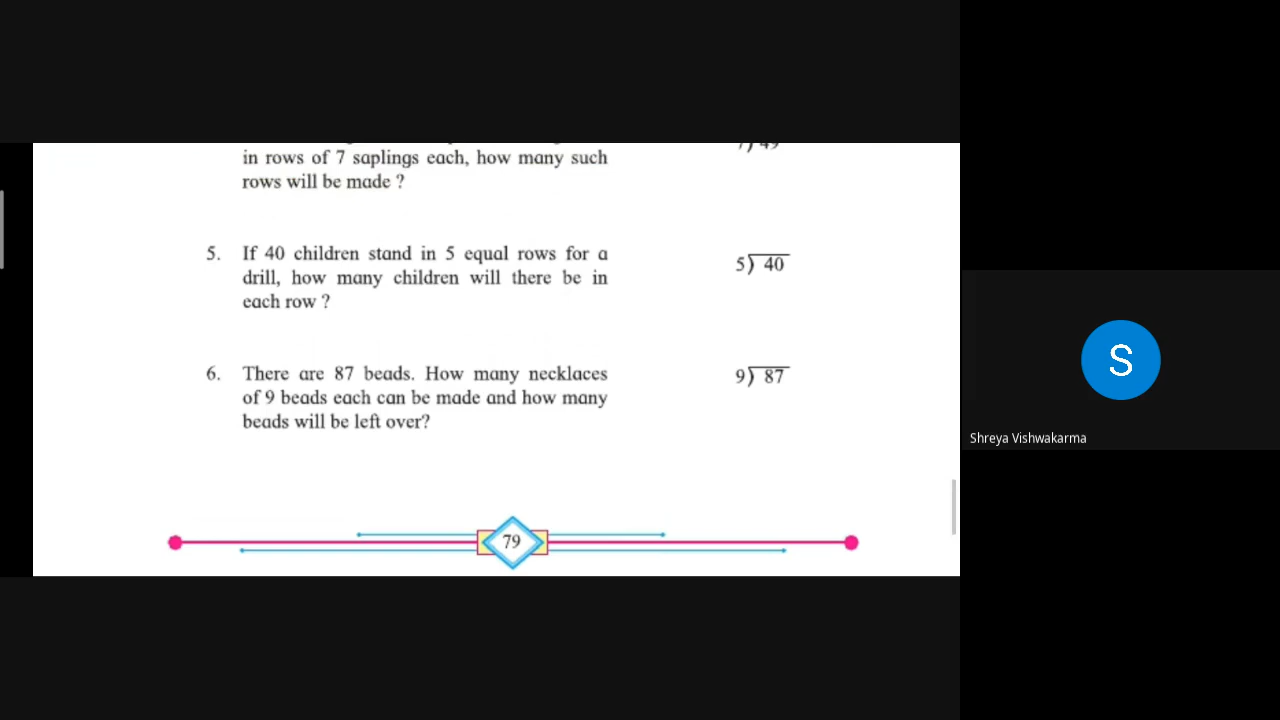 in rows of 7 saplings each, how many such
rows will be made ?
7) 49
5. If 40 children stand in 5 equal rows for a
drill, how many children will there be in
each row ?
5) 40
6. There are 87 beads. How many necklaces
of 9 beads each can be made and how many
beads will be left over?
9) 87
79
S
Shreya Vishwakarma